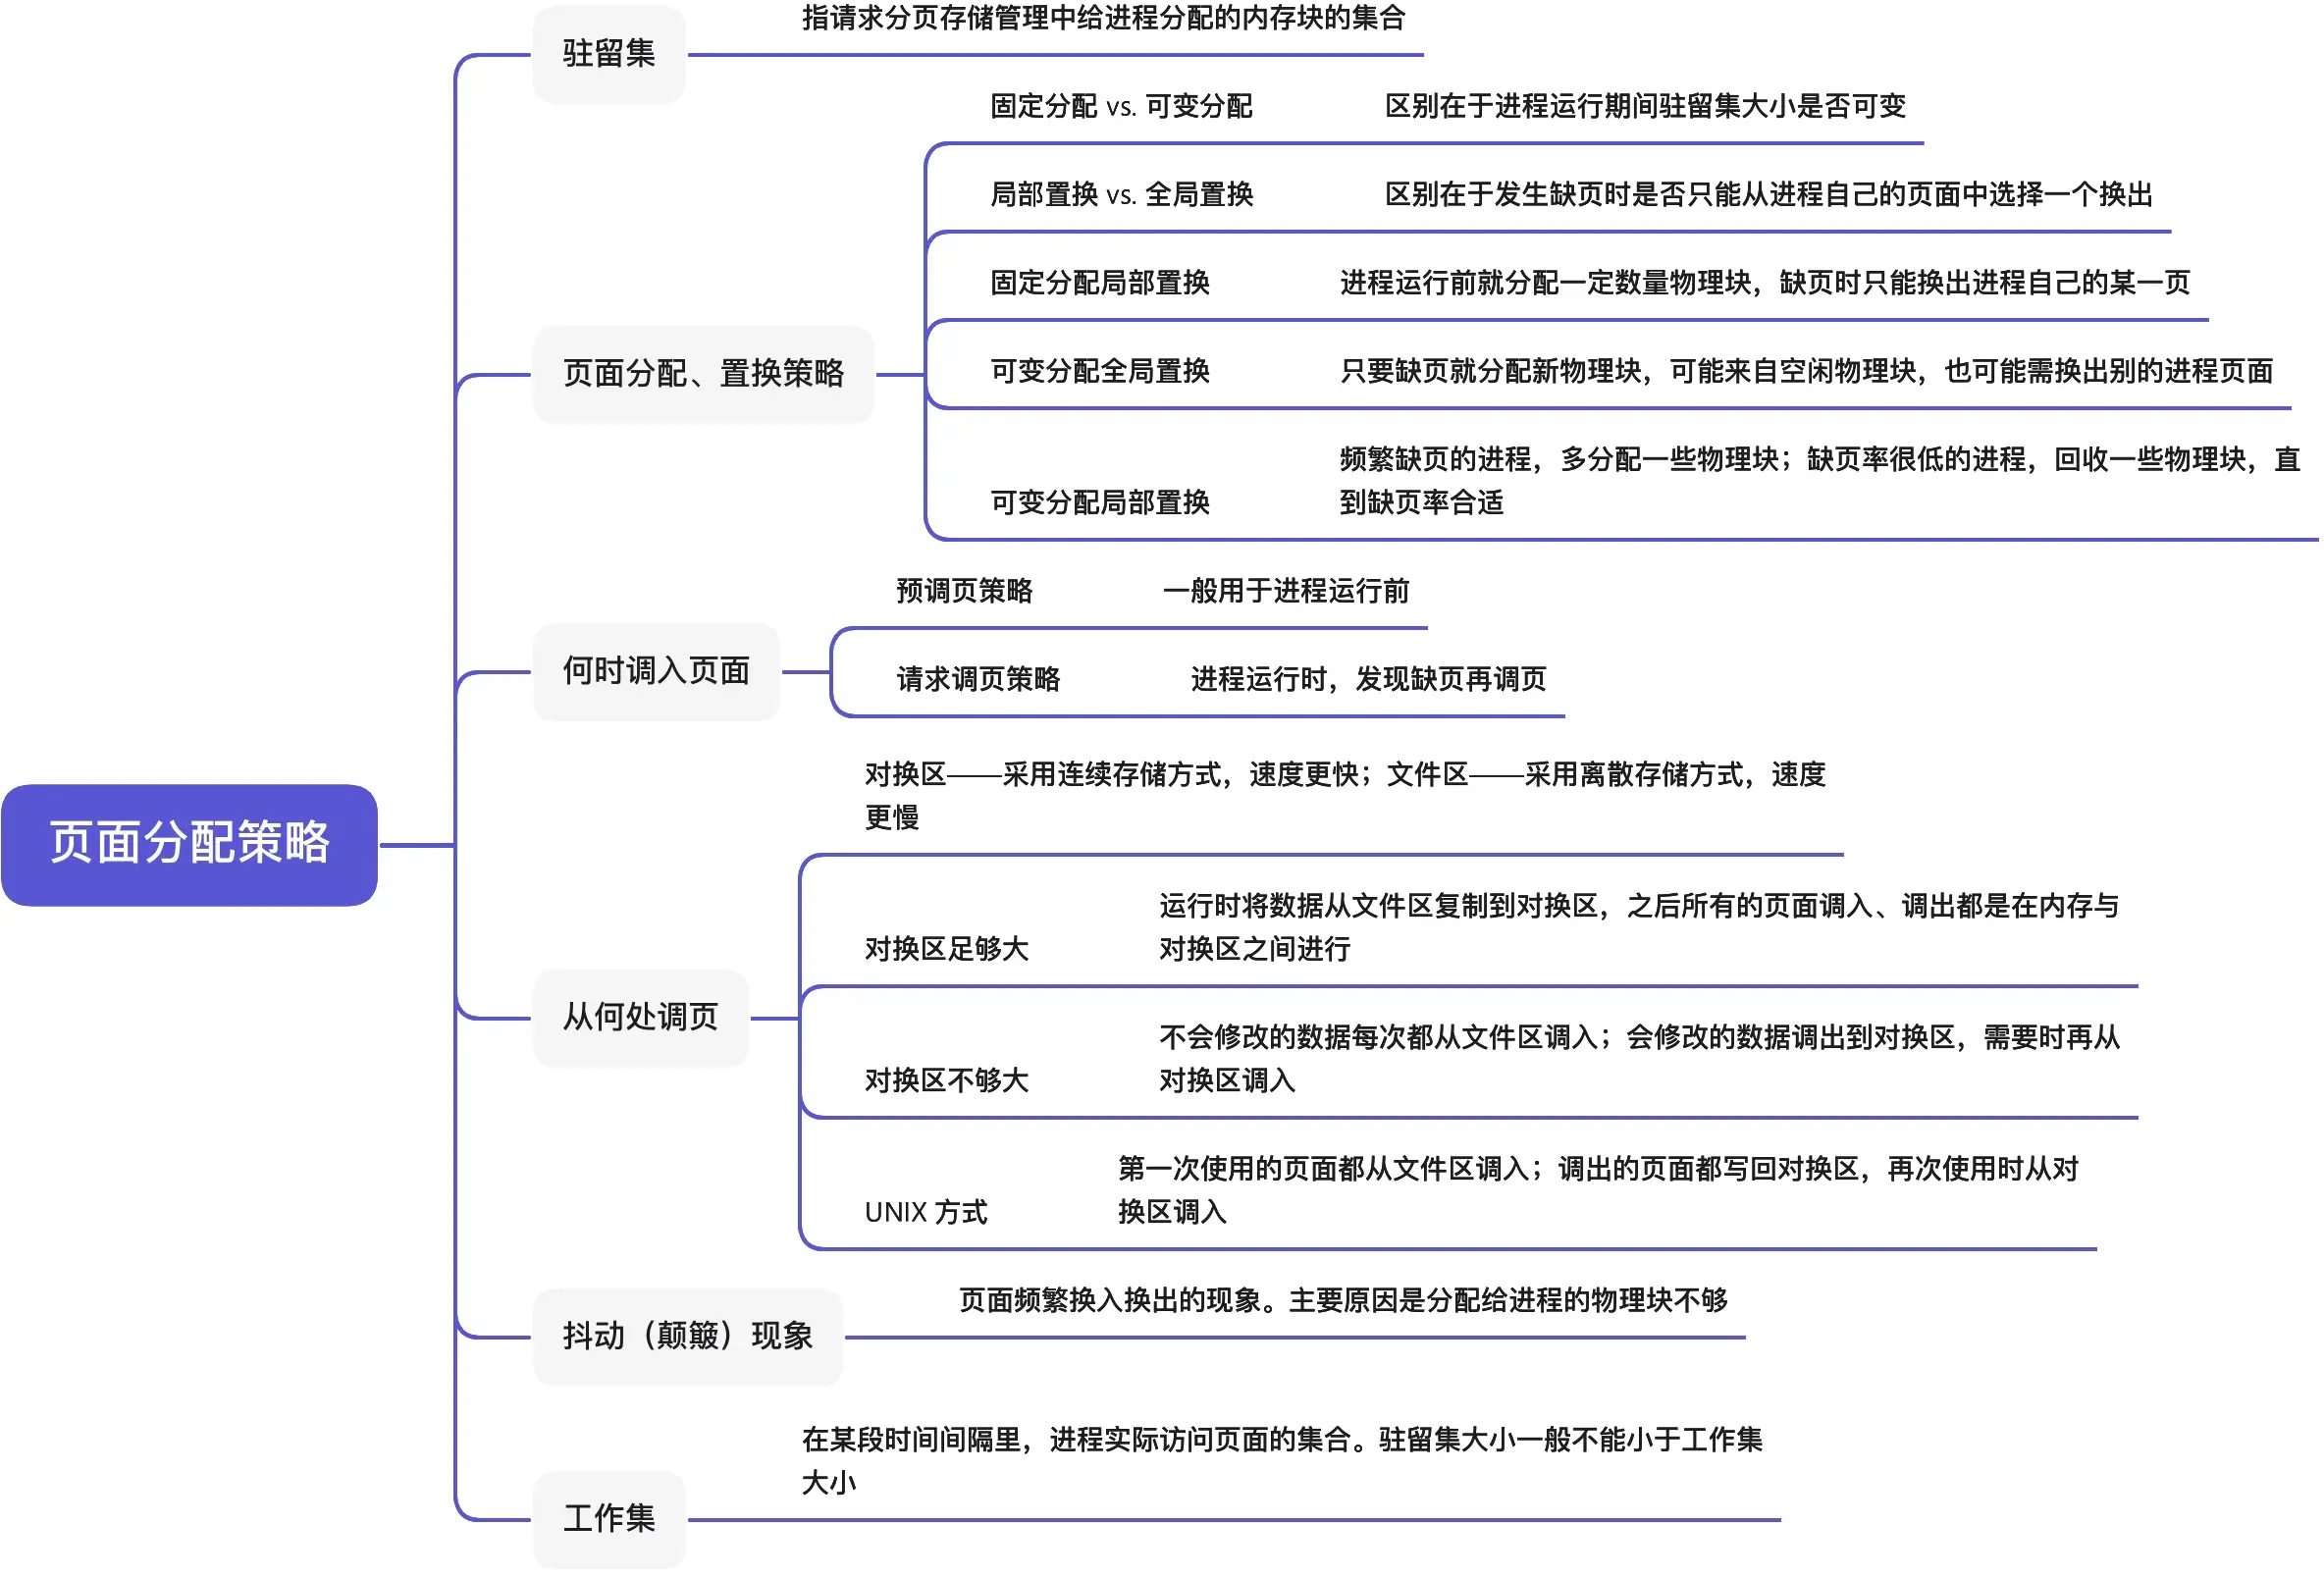 页面分配策略
驻留集
指请求分页存储管理中给进程分配的内存块的集合
页面分配、置换策略
固定分配 vs. 可变分配
区别在于进程运行期间驻留集大小是否可变
局部置换 vs. 全局置换
区别在于发生缺页时是否只能从进程自己的页面中选择一个换出
固定分配局部置换
进程运行前就分配一定数量物理块，缺页时只能换出进程自己的某一页
可变分配全局置换
只要缺页就分配新物理块，可能来自空闲物理块，也可能需换出别的进程页面
可变分配局部置换
频繁缺页的进程，多分配一些物理块；缺页率很低的进程，回收一些物理块，直
到缺页率合适
何时调入页面
预调页策略
一般用于进程运行前
请求调页策略
进程运行时，发现缺页再调页
从何处调页
对换区——采用连续存储方式，速度更快；文件区——采用离散存储方式，速度
更慢
对换区足够大
运行时将数据从文件区复制到对换区，之后所有的页面调入、调出都是在内存与
对换区之间进行
对换区不够大
不会修改的数据每次都从文件区调入；会修改的数据调出到对换区，需要时再从
对换区调入
UNIX 方式
第一次使用的页面都从文件区调入；调出的页面都写回对换区，再次使用时从对
换区调入
抖动（颠簸）现象
页面频繁换入换出的现象。主要原因是分配给进程的物理块不够
工作集
在某段时间间隔里，进程实际访问页面的集合。驻留集大小一般不能小于工作集
大小